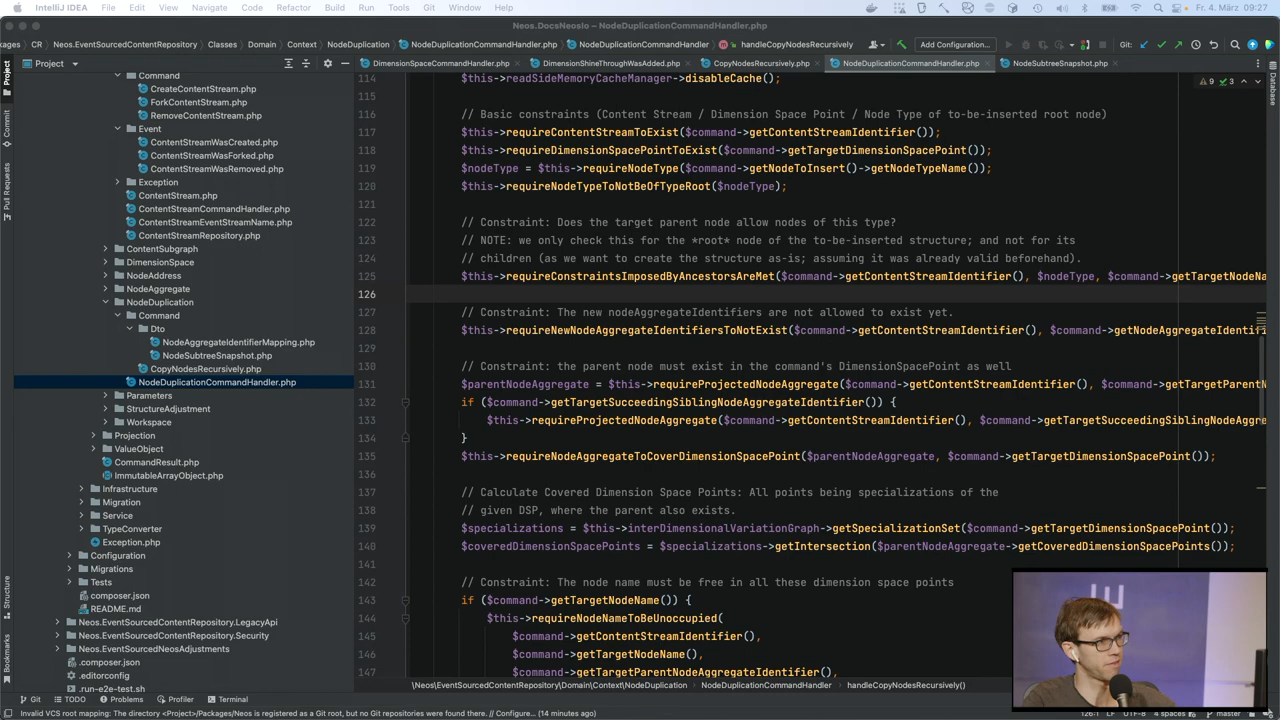 IntelliJ IDEA File Edit View Navigate Code Refactor Build Run Tools Git Window Help Fr. 4. März 09:27
Neos.DocsNeosIo – NodeDuplicationCommandHandler.php
ackages CR Neos.EventSourcedContentRepository Classes Domain Context NodeDuplication NodeDuplicationCommandHandler.php NodeDuplicationCommandHandler handleCopyNodesRecursively Add Configuration... Git:
Project
DimensionSpaceCommandHandler.php DimensionShineThroughWasAdded.php CopyNodesRecursively.php NodeDuplicationCommandHandler.php NodeSubtreeSnapshot.php
Project
Commit
Pull Requests
Structure
Bookmarks
Database
Command
CreateContentStream.php
ForkContentStream.php
RemoveContentStream.php
Event
ContentStreamWasCreated.php
ContentStreamWasForked.php
ContentStreamWasRemoved.php
Exception
ContentStream.php
ContentStreamCommandHandler.php
ContentStreamEventStreamName.php
ContentStreamRepository.php
ContentSubgraph
DimensionSpace
NodeAddress
NodeAggregate
NodeDuplication
Command
Dto
NodeAggregateIdentifierMapping.php
NodeSubtreeSnapshot.php
CopyNodesRecursively.php
NodeDuplicationCommandHandler.php
Parameters
StructureAdjustment
Workspace
Projection
ValueObject
CommandResult.php
ImmutableArrayObject.php
Infrastructure
Migration
Service
TypeConverter
Exception.php
Configuration
Migrations
Tests
composer.json
README.md
Neos.EventSourcedContentRepository.LegacyApi
Neos.EventSourcedContentRepository.Security
Neos.EventSourcedNeosAdjustments
.composer.json
.editorconfig
.run-e2e-test.sh
9 3
114 $this->readSideMemoryCacheManager->disableCache();
115
116 // Basic constraints (Content Stream / Dimension Space Point / Node Type of to-be-inserted root node)
117 $this->requireContentStreamToExist($command->getContentStreamIdentifier());
118 $this->requireDimensionSpacePointToExist($command->getTargetDimensionSpacePoint());
119 $nodeType = $this->requireNodeType($command->getNodeToInsert()->getNodeTypeName());
120 $this->requireNodeTypeToNotBeOfTypeRoot($nodeType);
121
122 // Constraint: Does the target parent node allow nodes of this type?
123 // NOTE: we only check this for the *root* node of the to-be-inserted structure; and not for its
124 // children (as we want to create the structure as-is; assuming it was already valid beforehand).
125 $this->requireConstraintsImposedByAncestorsAreMet($command->getContentStreamIdentifier(), $nodeType, $command->getTargetNodeNa
126
127 // Constraint: The new nodeAggregateIdentifiers are not allowed to exist yet.
128 $this->requireNewNodeAggregateIdentifiersToNotExist($command->getContentStreamIdentifier(), $command->getNodeAggregateIdentifi
129
130 // Constraint: the parent node must exist in the command's DimensionSpacePoint as well
131 $parentNodeAggregate = $this->requireProjectedNodeAggregate($command->getContentStreamIdentifier(), $command->getTargetParentN
132 if ($command->getTargetSucceedingSiblingNodeAggregateIdentifier()) {
133 $this->requireProjectedNodeAggregate($command->getContentStreamIdentifier(), $command->getTargetSucceedingSiblingNodeAggre
134 }
135 $this->requireNodeAggregateToCoverDimensionSpacePoint($parentNodeAggregate, $command->getTargetDimensionSpacePoint());
136
137 // Calculate Covered Dimension Space Points: All points being specializations of the
138 // given DSP, where the parent also exists.
139 $specializations = $this->interDimensionalVariationGraph->getSpecializationSet($command->getTargetDimensionSpacePoint());
140 $coveredDimensionSpacePoints = $specializations->getIntersection($parentNodeAggregate->getCoveredDimensionSpacePoints());
141
142 // Constraint: The node name must be free in all these dimension space points
143 if ($command->getTargetNodeName()) {
144 $this->requireNodeNameToBeUnoccupied(
145 $command->getContentStreamIdentifier(),
146 $command->getTargetNodeName(),
147 $command->getTargetParentNodeAggregateIdentifier(),
\Neos\EventSourcedContentRepository\Domain\Context\NodeDuplication NodeDuplicationCommandHandler handleCopyNodesRecursively()
Git TODO Problems Profiler Terminal
Invalid VCS root mapping: The directory <Project>/Packages/Neos is registered as a Git root, but no Git repositories were found there. // Configure... (14 minutes ago) 126:1 LF UTF-8 4 spaces master